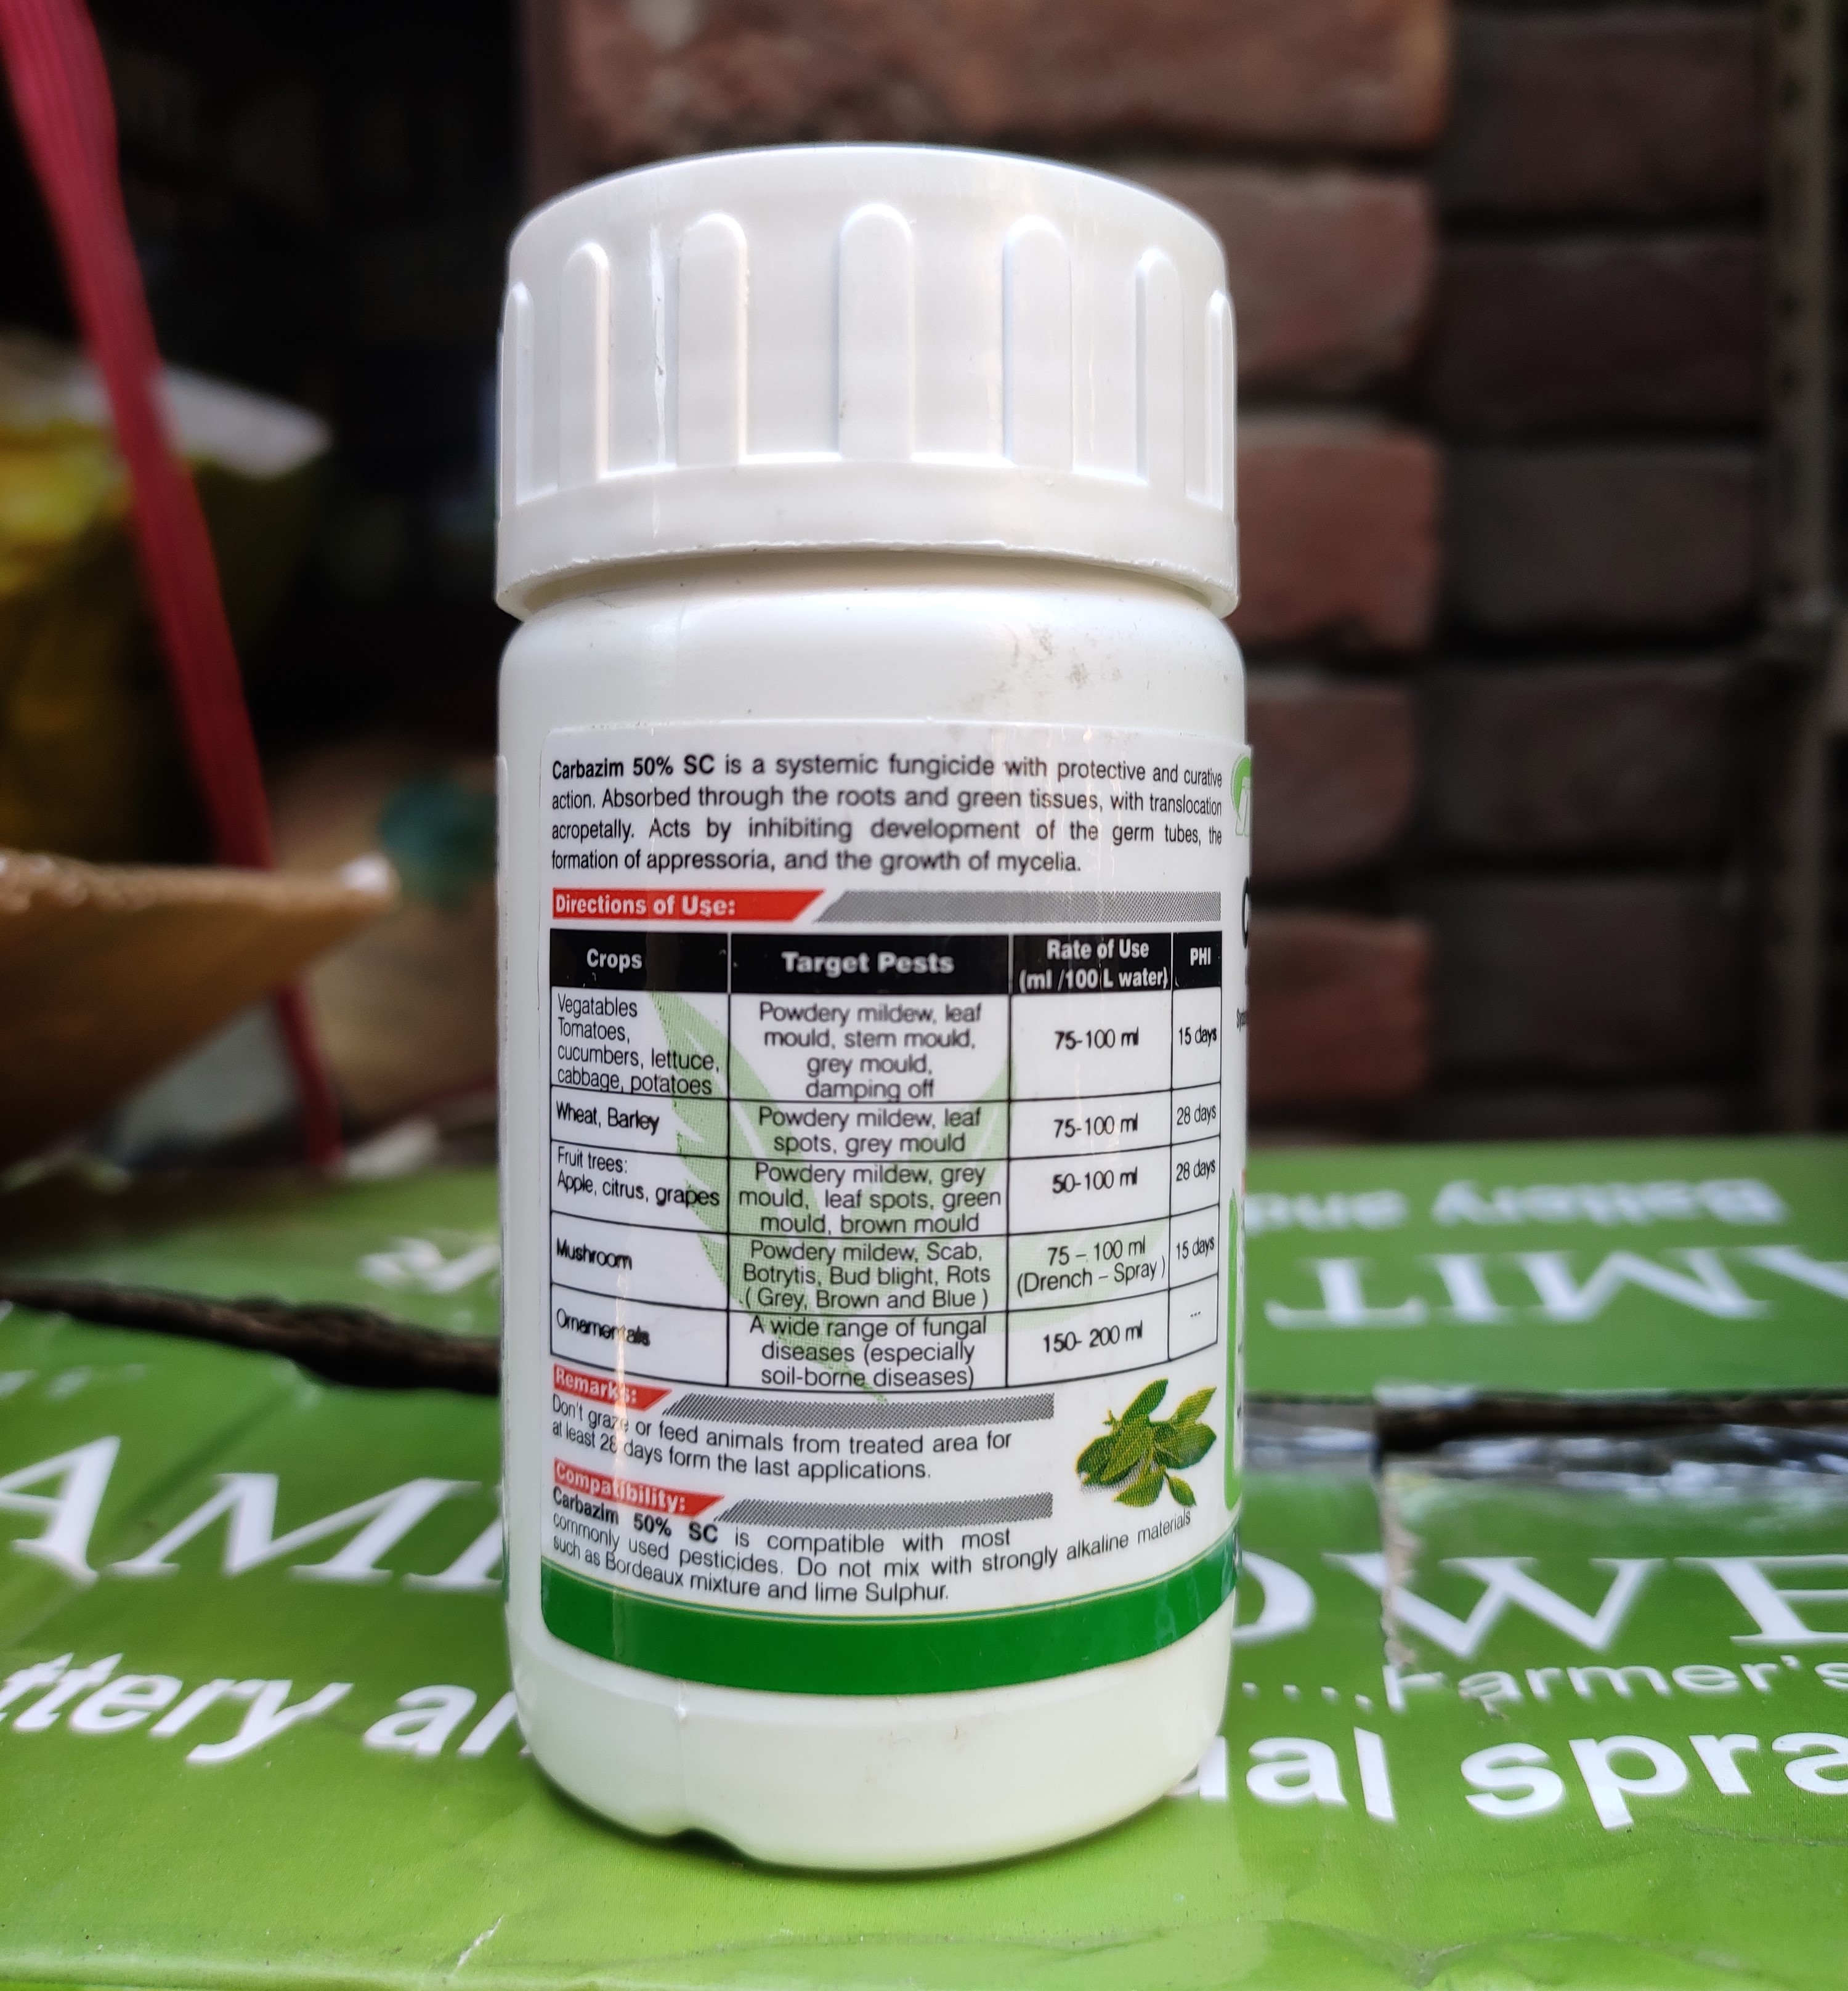 Carbazim 50% SC is a systemic fungicide with protective and curative
action. Absorbed through the roots and green tissues, with translocation
acropetally. Acts by inhibiting development of the germ tubes, the
formation of appressoria, and the growth of mycelia.
Directions of Use:
Crops Target Pests Rate of Use (ml /100 L water) PHI
Vegatables
Tomatoes,
cucumbers, lettuce,
cabbage, potatoes
Powdery mildew, leaf
mould, stem mould,
grey mould,
damping off
75-100 ml
15 days
Wheat, Barley
Powdery mildew, leaf
spots, grey mould
75-100 ml
28 days
Fruit trees:
Apple, citrus, grapes
Powdery mildew, grey
mould, leaf spots, green
mould, brown mould
50-100 ml
28 days
Mushroom
Powdery mildew, Scab,
Botrytis, Bud blight, Rots
( Grey, Brown and Blue )
75 – 100 ml
(Drench – Spray )
15 days
Ornamentals
A wide range of fungal
diseases (especially
soil-borne diseases)
150- 200 ml
...
Remarks:
Don't graze or feed animals from treated area for
at least 28 days form the last applications.
Compatibility:
Carbazim 50% SC is compatible with most
commonly used pesticides. Do not mix with strongly alkaline materials
such as Bordeaux mixture and lime Sulphur.
Battery and
AMIT
AMI
OWE
.....Farmer's
ttery a
ual spra